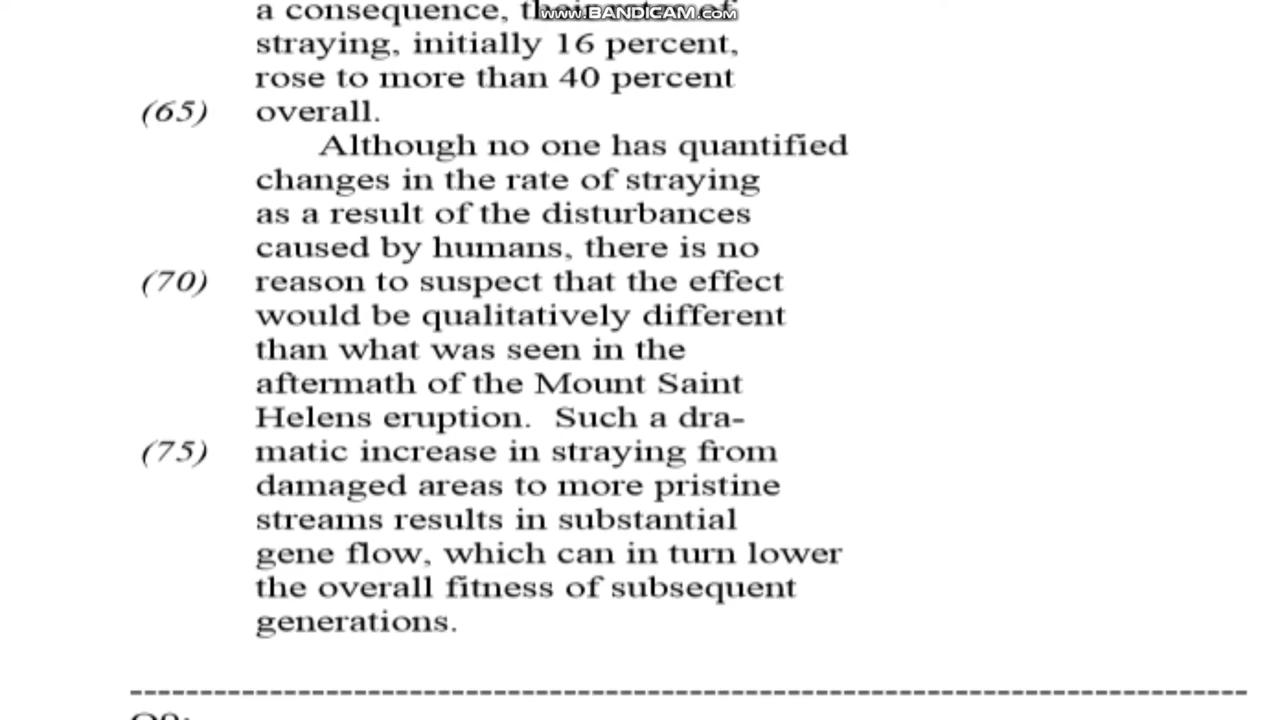 www.BANDICAM.com
a consequence,
straying, initially 16 percent,
rose to more than 40 percent
(65) overall.
Although no one has quantified
changes in the rate of straying
as a result of the disturbances
caused by humans, there is no
(70) reason to suspect that the effect
would be qualitatively different
than what was seen in the
aftermath of the Mount Saint
Helens eruption. Such a dra-
(75) matic increase in straying from
damaged areas to more pristine
streams results in substantial
gene flow, which can in turn lower
the overall fitness of subsequent
generations.